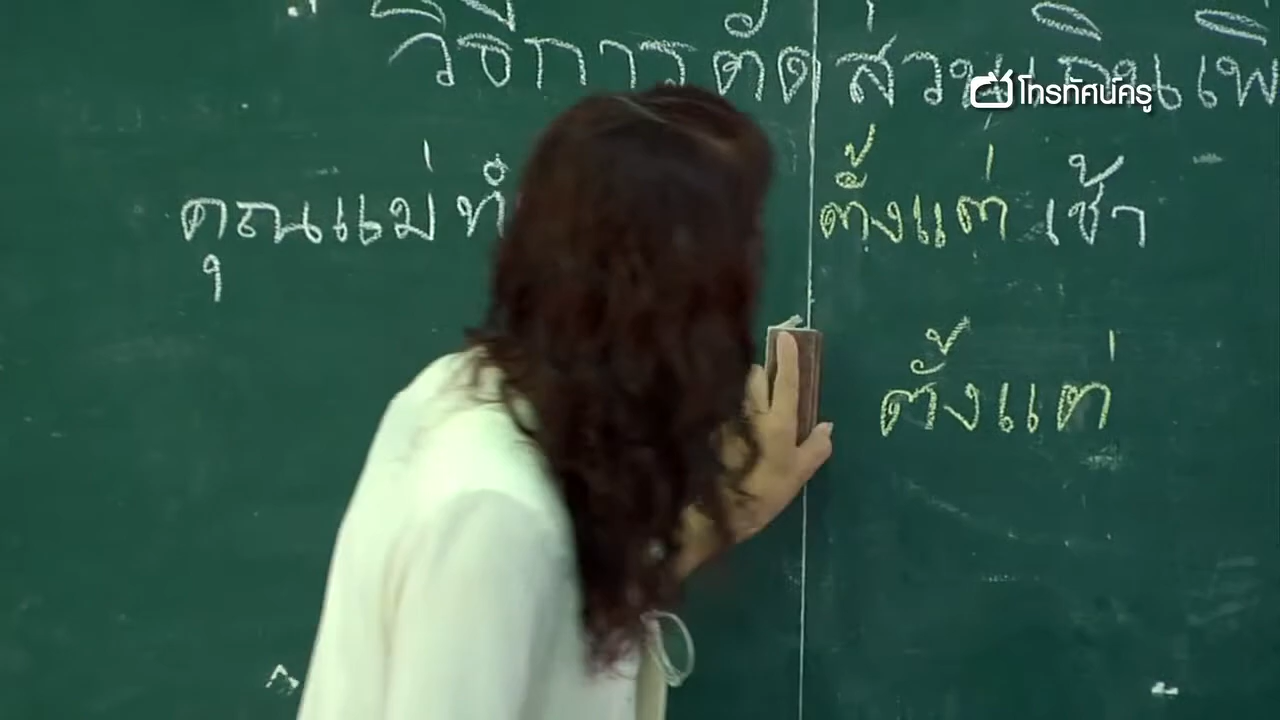 วิธีการตัดส่วนเกินเพื
โทรทัศน์ครู
คุณแม่ทำ ตั้งแต่เช้า
ตั้งแต่